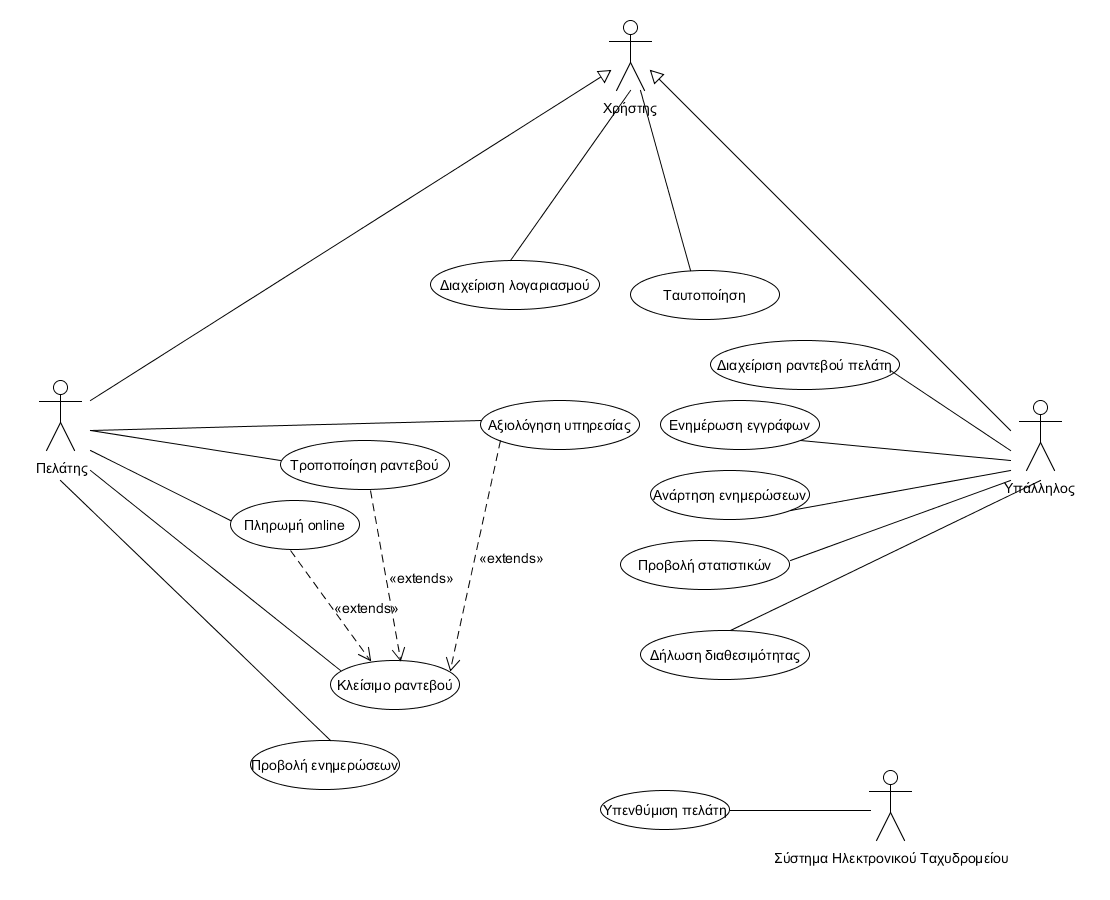 Χρήστης
Διαχείριση λογαριασμού
Ταυτοποίηση
Διαχείριση ραντεβού πελάτη
Ενημέρωση εγγράφων
Αξιολόγηση υπηρεσίας
Τροποποίηση ραντεβού
Πελάτης
Υπάλληλος
Ανάρτηση ενημερώσεων
Πληρωμή online
«extends»
Προβολή στατιστικών
«extends»
«extends»
Δήλωση διαθεσιμότητας
Κλείσιμο ραντεβού
Προβολή ενημερώσεων
Υπενθύμιση πελάτη
Σύστημα Ηλεκτρονικού Ταχυδρομείου